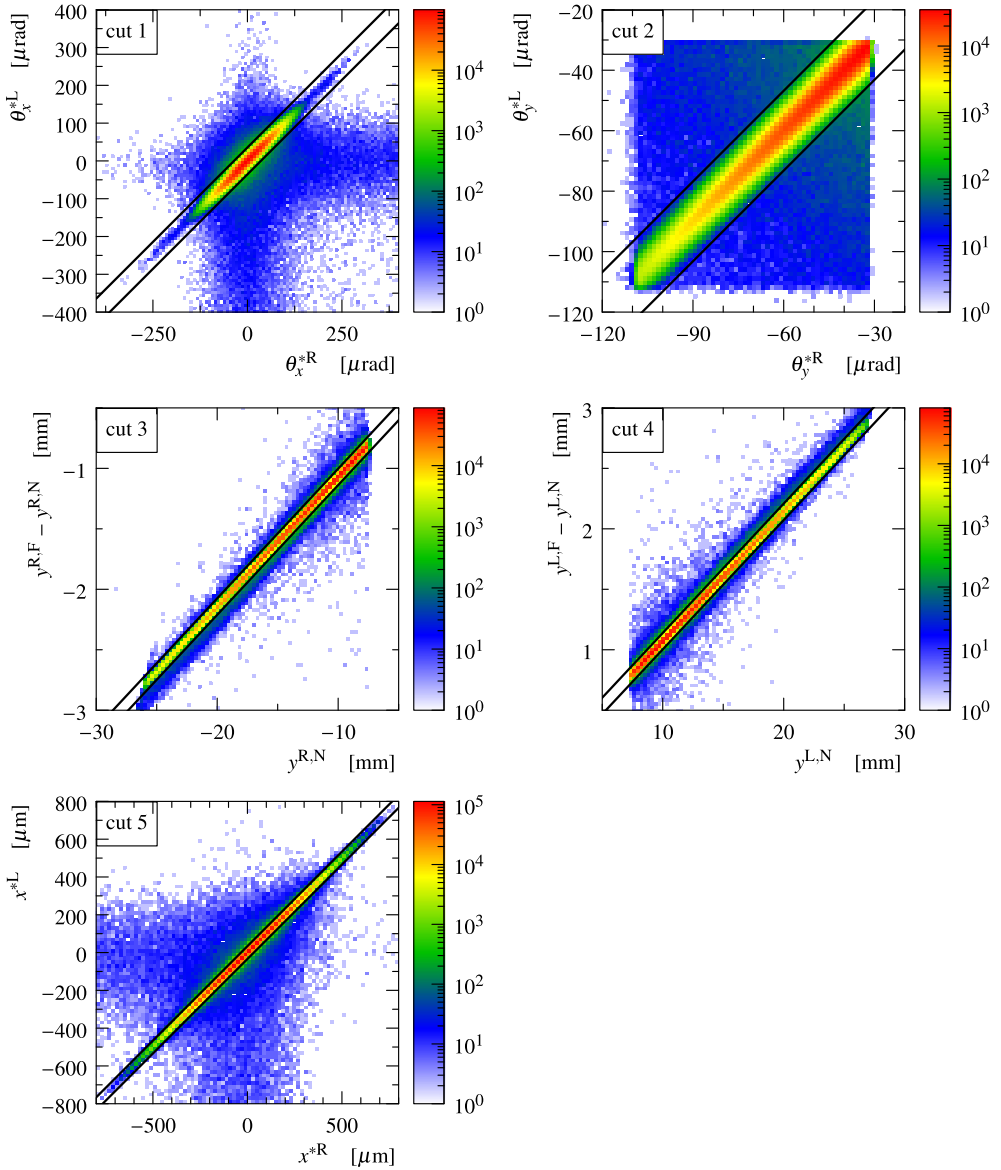 cut 1
θx*L [μrad]
400
300
200
100
0
−100
−200
−300
−400
−250 0 250
θx*R [μrad]
10^4
10^3
10^2
10^1
10^0
cut 2
θy*L [μrad]
−20
−40
−60
−80
−100
−120
−120 −90 −60 −30
θy*R [μrad]
10^4
10^3
10^2
10^1
10^0
cut 3
y^R,F − y^R,N [mm]
−1
−2
−3
−30 −20 −10
y^R,N [mm]
10^4
10^3
10^2
10^1
10^0
cut 4
y^L,F − y^L,N [mm]
3
2
1
10 20 30
y^L,N [mm]
10^4
10^3
10^2
10^1
10^0
cut 5
x*L [μm]
800
600
400
200
0
−200
−400
−600
−800
−500 0 500
x*R [μm]
10^5
10^4
10^3
10^2
10^1
10^0